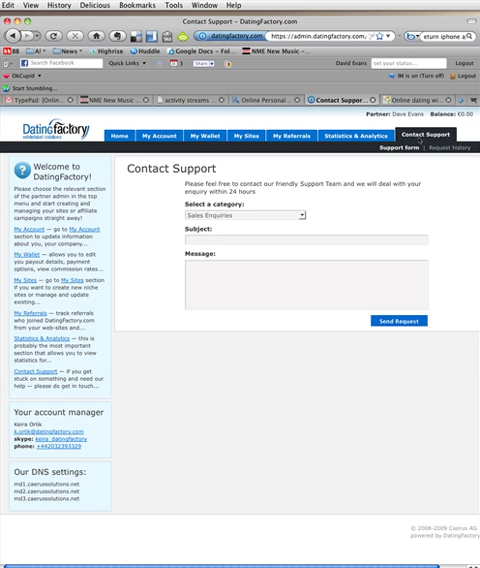 Edit View History Delicious Bookmarks Tools Window Help
Contact Support – DatingFactory.com
datingfactory.com https://admin.datingfactory.com, eturn iphone a
88 A! News Highrise Huddle Google Docs – Fol... NME New Music –...
Search Facebook Quick Links Share David Evans set your status... Logout
OkCupid IM is on (Turn off) Logout
Start Stumbling...
TypePad: [Onlin... NME New Music ... activity streams ... Online Personal... Contact Suppor... Online dating wi...
Partner: Dave Evans Balance: €0.00
DatingFactory
whitelabel solutions
Home My Account My Wallet My Sites My Referrals Statistics & Analytics Contact Support
Support form | Request history
Welcome to
DatingFactory!
Please choose the relevant
section of the partner admin in the top
menu and start creating and
managing your sites or affiliate
campaigns straight away!
My Account — go to My Account
section to update information
about you, your company...
My Wallet — allows you to edit
you payout details, payment
options, view commission rates...
My Sites — go to My Sites section
if you want to create new niche
sites or manage and update
existing...
My Referrals — track referrals
who joined DatingFactory.com
from your web-sites and...
Statistics & Analytics — this is
probably the most important
section that allows you to view
statistics for...
Contact Support — if you get
stuck on something and need our
help — please do get in touch...
Your account manager
Keira Orlik
k.orlik@datingfactory.com
skype: keira_datingfactory
phone: +442032393329
Our DNS settings:
md1.caerussolutions.net
md2.caerussolutions.net
md3.caerussolutions.net
Contact Support
Please feel free to contact our friendly Support Team and we will deal with your
enquiry within 24 hours
Select a category:
Sales Enquiries
Subject:
Message:
Send Request
© 2006-2009 Caerus AG
powered by DatingFactory